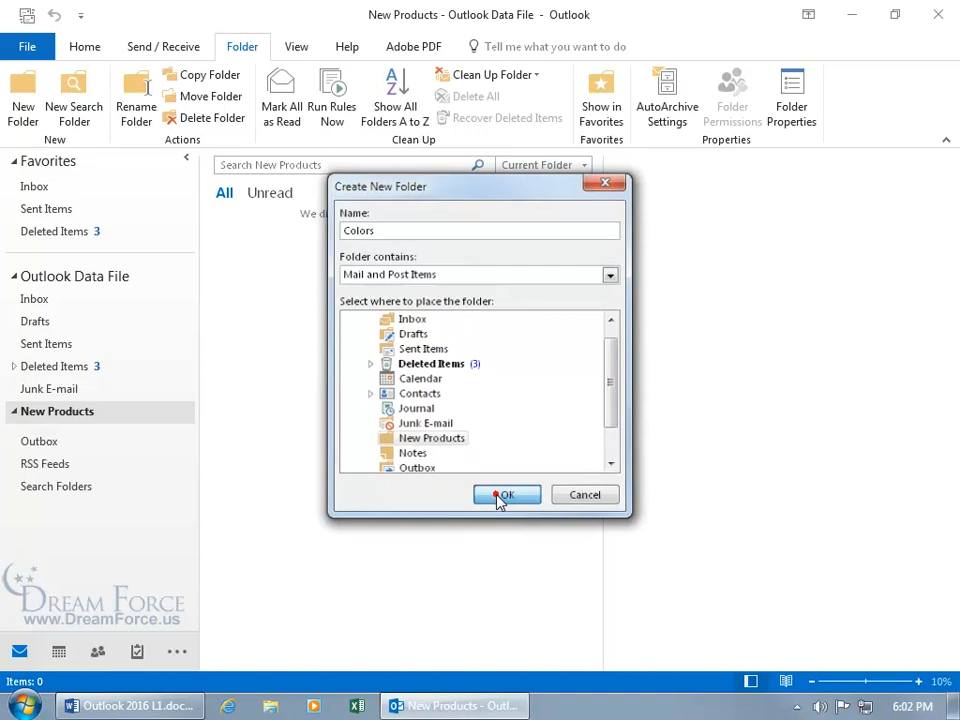 New Products - Outlook Data File - Outlook
File Home Send / Receive Folder View Help Adobe PDF Tell me what you want to do
New Folder
New Search Folder
New
Rename Folder
Copy Folder
Move Folder
Delete Folder
Actions
Mark All as Read
Run Rules Now
Show All Folders A to Z
Clean Up Folder
Delete All
Recover Deleted Items
Clean Up
Show in Favorites
Favorites
AutoArchive Settings
Folder Permissions
Folder Properties
Properties
Favorites
Inbox
Sent Items
Deleted Items 3
Outlook Data File
Inbox
Drafts
Sent Items
Deleted Items 3
Junk E-mail
New Products
Outbox
RSS Feeds
Search Folders
Search New Products
Current Folder
All Unread
We di
Create New Folder
Name:
Colors
Folder contains:
Mail and Post Items
Select where to place the folder:
Inbox
Drafts
Sent Items
Deleted Items (3)
Calendar
Contacts
Journal
Junk E-mail
New Products
Notes
Outbox
OK
Cancel
DREAM FORCE
www.DreamForce.us
Items: 0
10%
Outlook 2016 L1.doc...
New Products - Outl...
6:02 PM